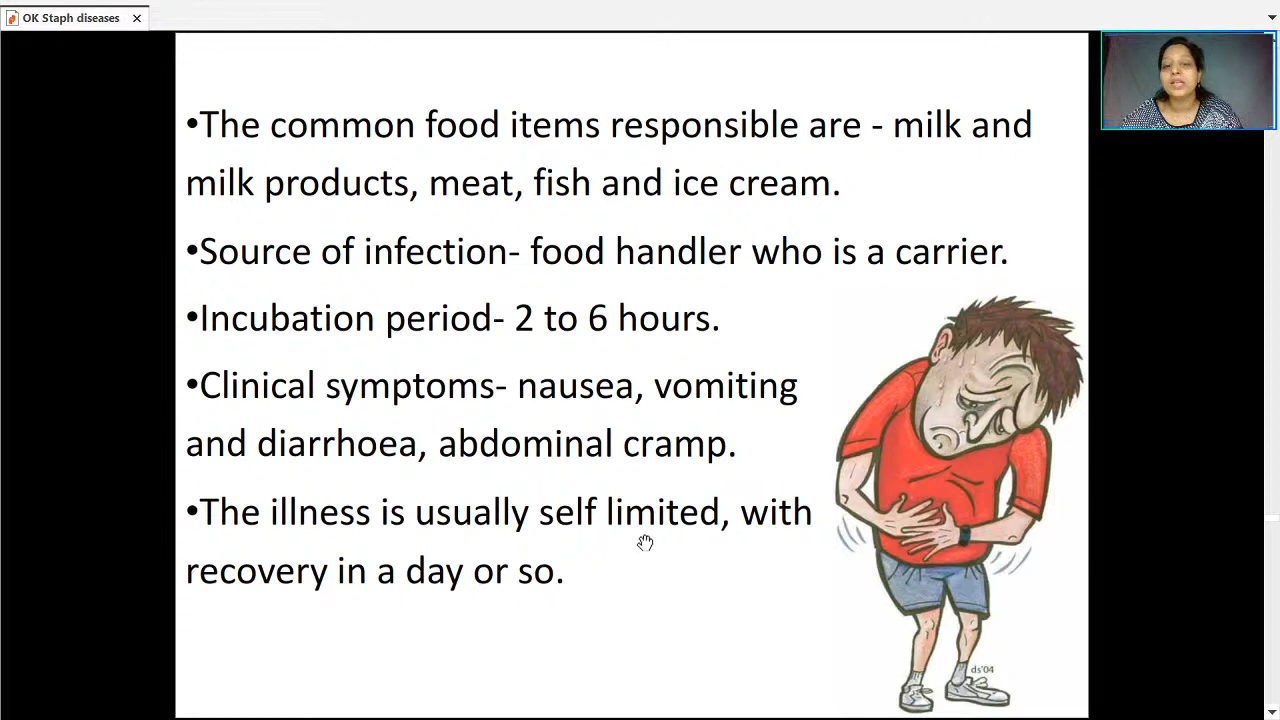 OK Staph diseases
•The common food items responsible are - milk and
milk products, meat, fish and ice cream.
•Source of infection- food handler who is a carrier.
•Incubation period- 2 to 6 hours.
•Clinical symptoms- nausea, vomiting
and diarrhoea, abdominal cramp.
•The illness is usually self limited, with
recovery in a day or so.
ds'04